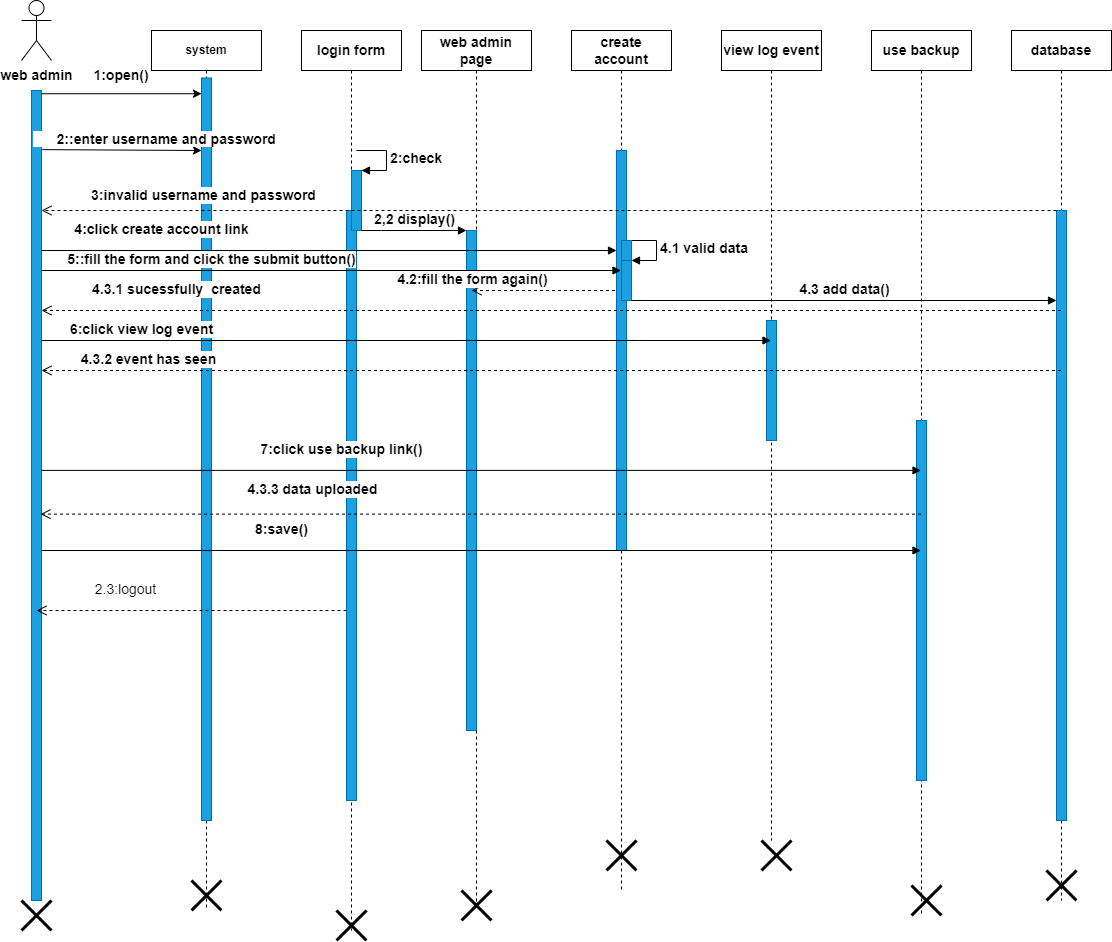 web admin
system
login form
web admin
page
create
account
view log event
use backup
database
1:open()
2::enter username and password
2:check
3:invalid username and password
2,2 display()
4:click create account link
4.1 valid data
5::fill the form and click the submit button()
4.2:fill the form again()
4.3.1 sucessfully created
4.3 add data()
6:click view log event
4.3.2 event has seen
7:click use backup link()
4.3.3 data uploaded
8:save()
2.3:logout